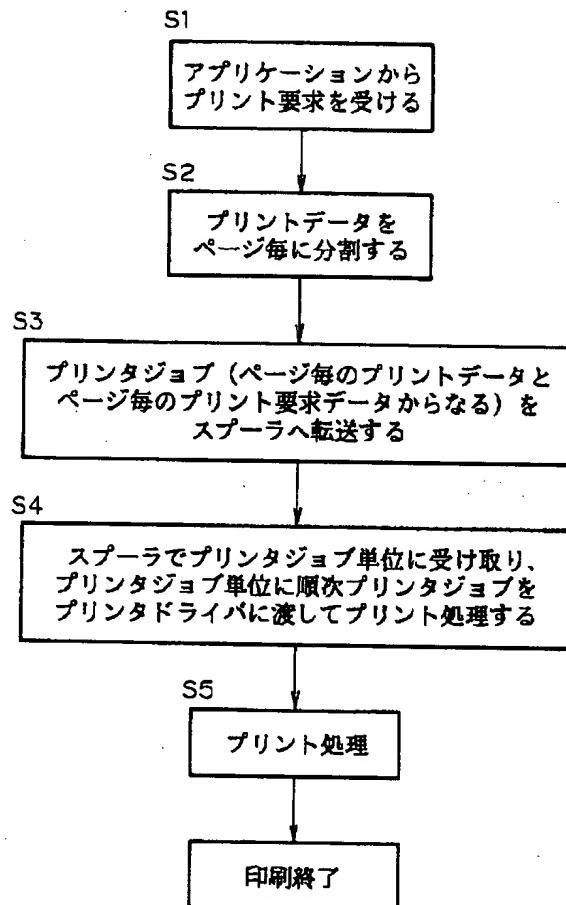 S1
アプリケーションから
プリント要求を受ける
S2
プリントデータを
ページ毎に分割する
S3
プリンタジョブ（ページ毎のプリントデータと
ページ毎のプリント要求データからなる）を
スプーラへ転送する
S4
スプーラでプリンタジョブ単位に受け取り、
プリンタジョブ単位に順次プリンタジョブを
プリンタドライバに渡してプリント処理する
S5
プリント処理
印刷終了